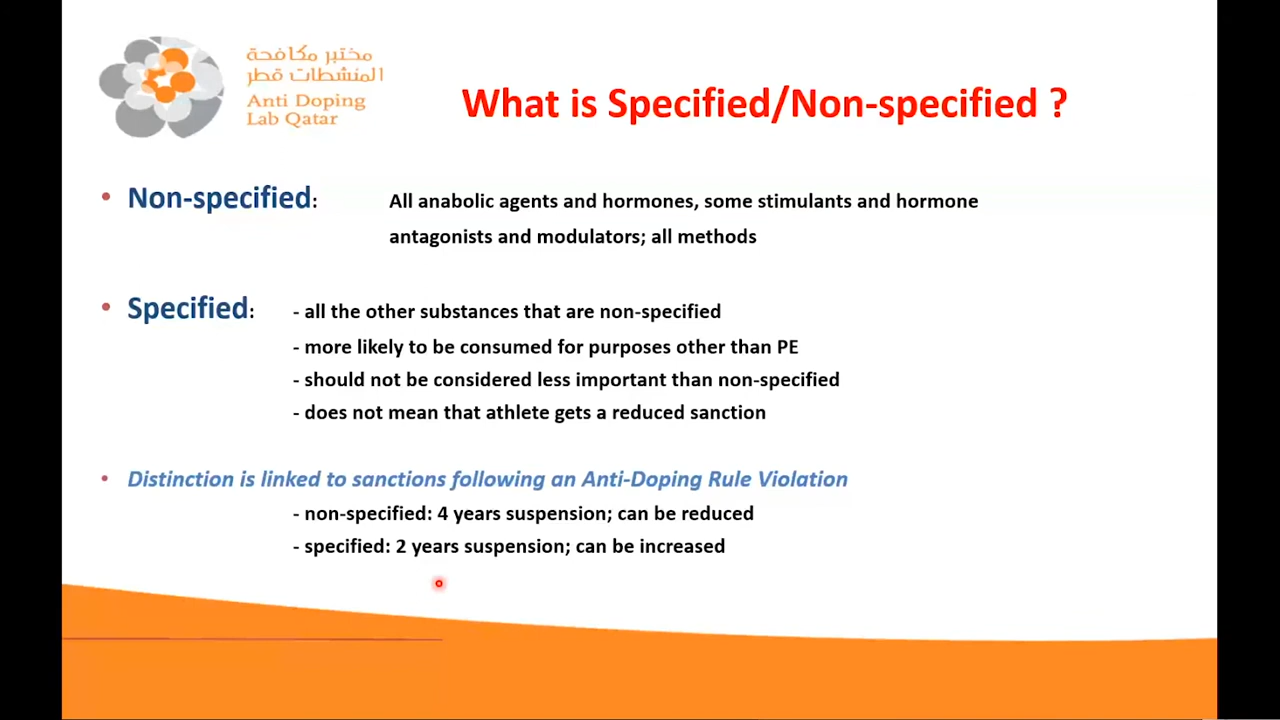 مختبر مكافحة
المنشطات قطر
Anti Doping
Lab Qatar
What is Specified/Non-specified ?
• Non-specified: All anabolic agents and hormones, some stimulants and hormone
antagonists and modulators; all methods
• Specified: - all the other substances that are non-specified
- more likely to be consumed for purposes other than PE
- should not be considered less important than non-specified
- does not mean that athlete gets a reduced sanction
• Distinction is linked to sanctions following an Anti-Doping Rule Violation
- non-specified: 4 years suspension; can be reduced
- specified: 2 years suspension; can be increased